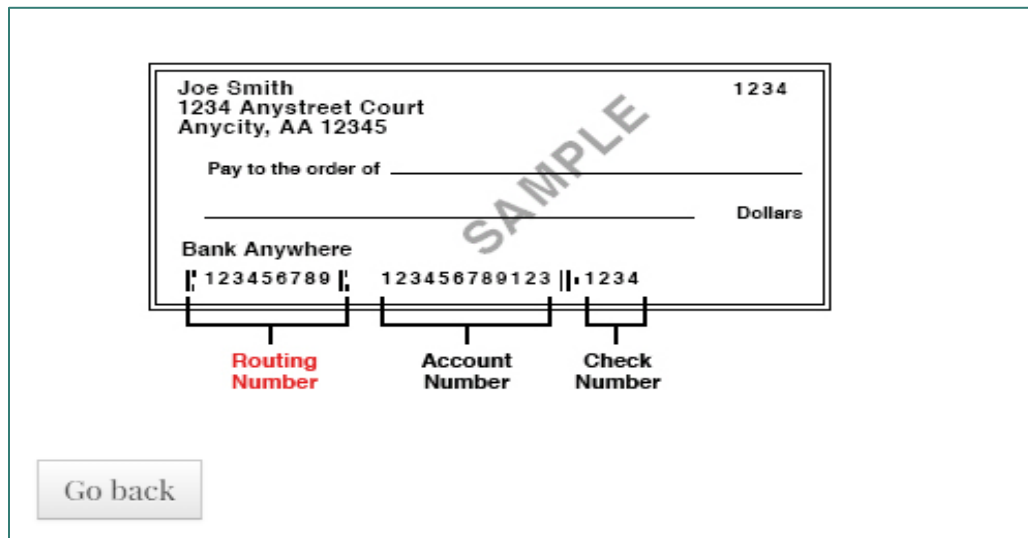 Joe Smith 1234
1234 Anystreet Court
Anycity, AA 12345
SAMPLE
Pay to the order of
Dollars
Bank Anywhere
123456789 123456789123 1234
Routing Account Check
Number Number Number
Go back